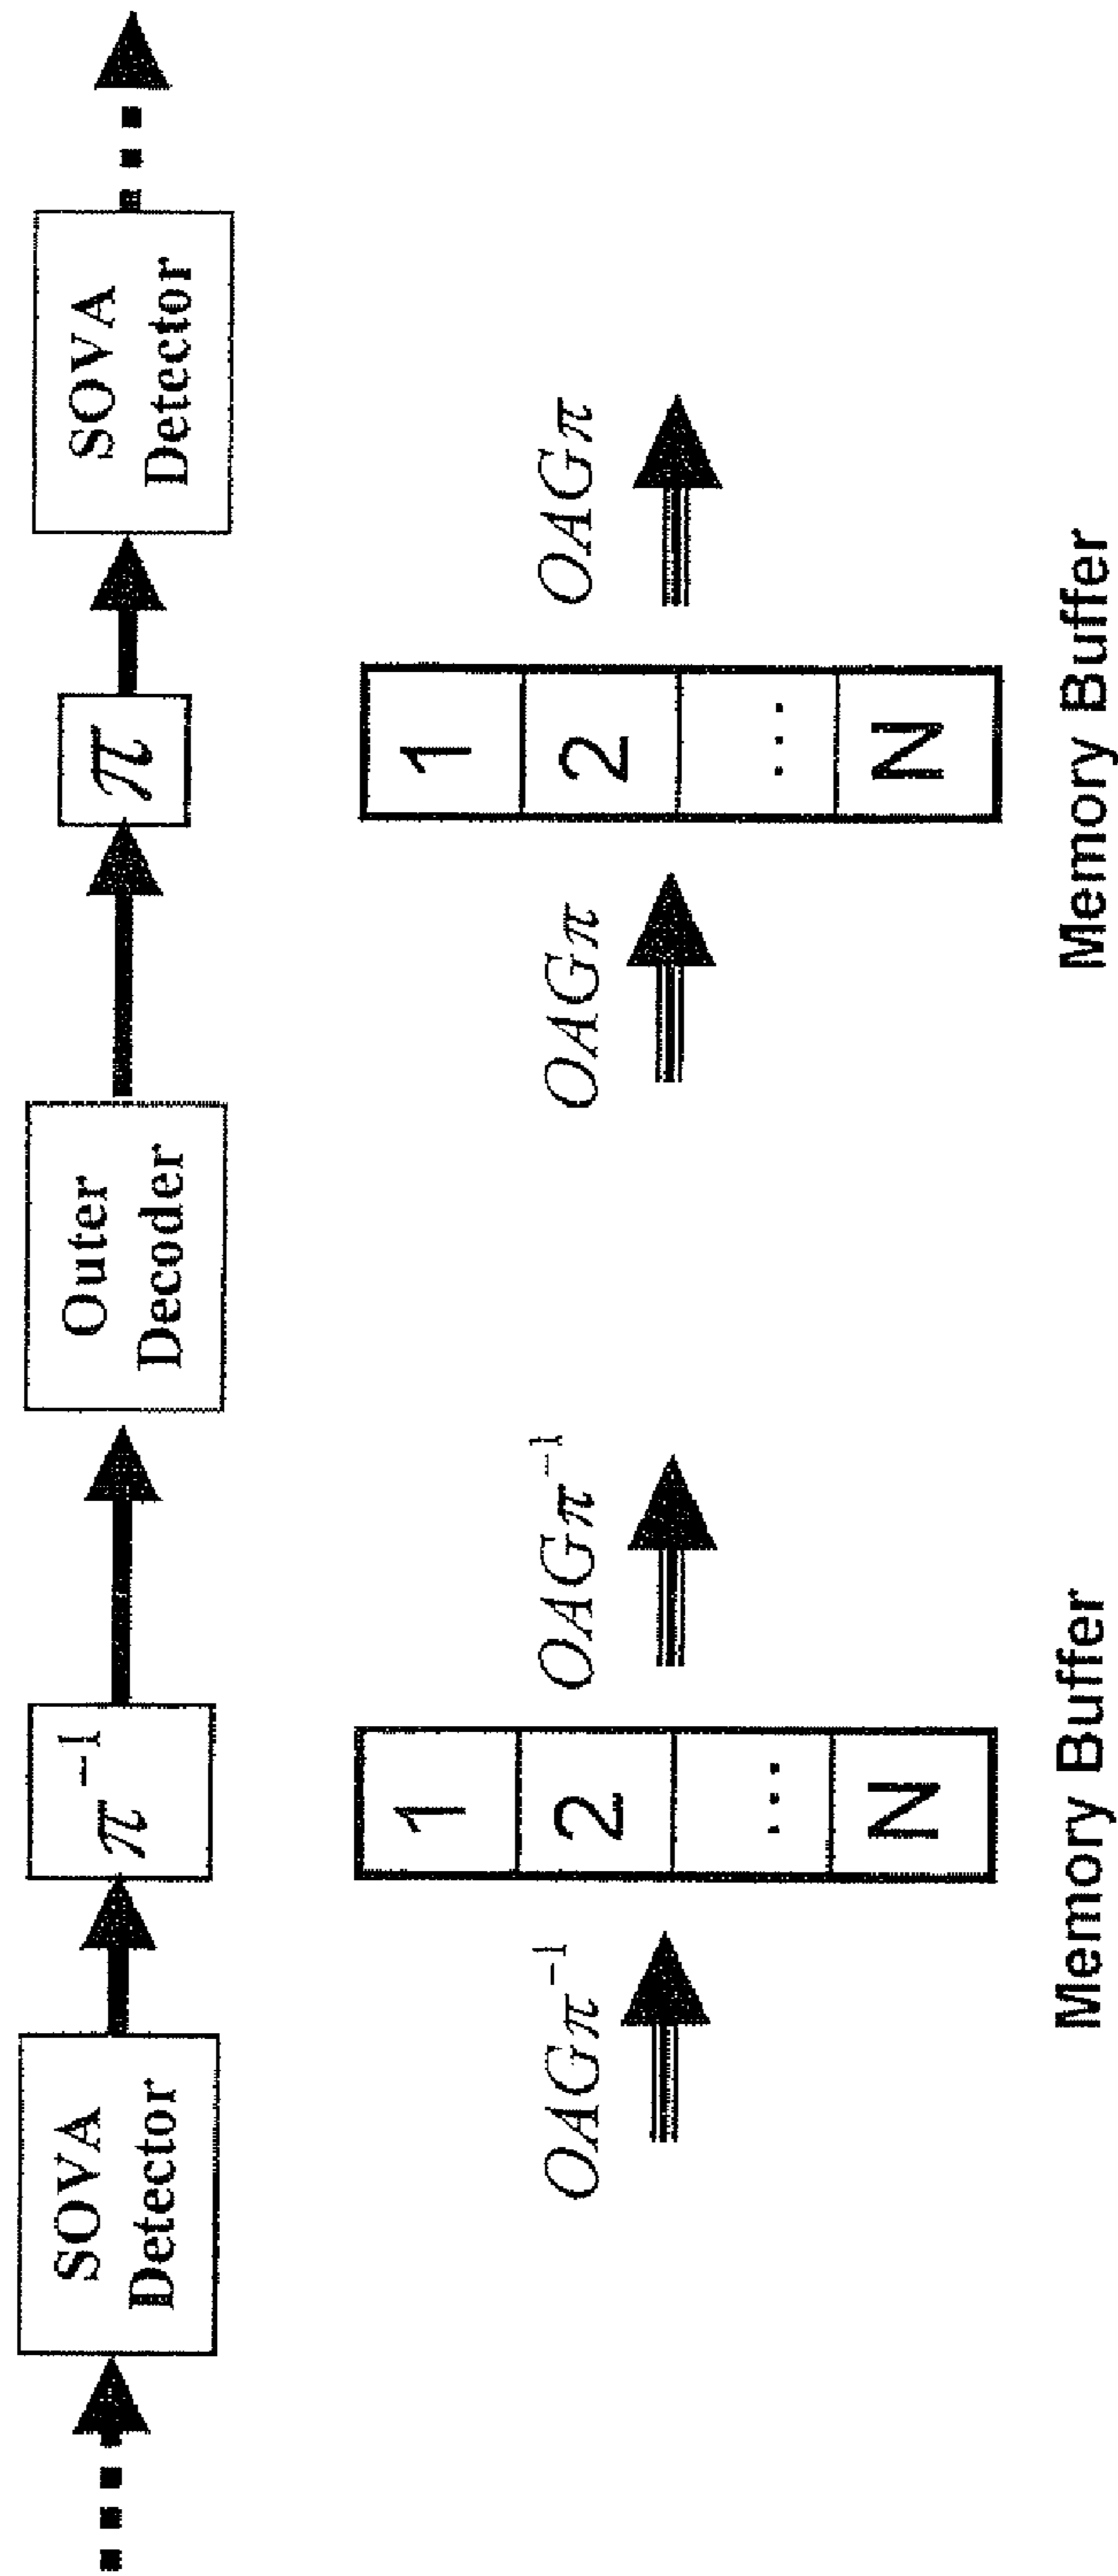 SOVA
Detector
π⁻¹
Outer
Decoder
π
SOVA
Detector
OAGπ⁻¹
1
2
...
N
OAGπ⁻¹
OAGπ
1
2
...
N
OAGπ
Memory Buffer
Memory Buffer